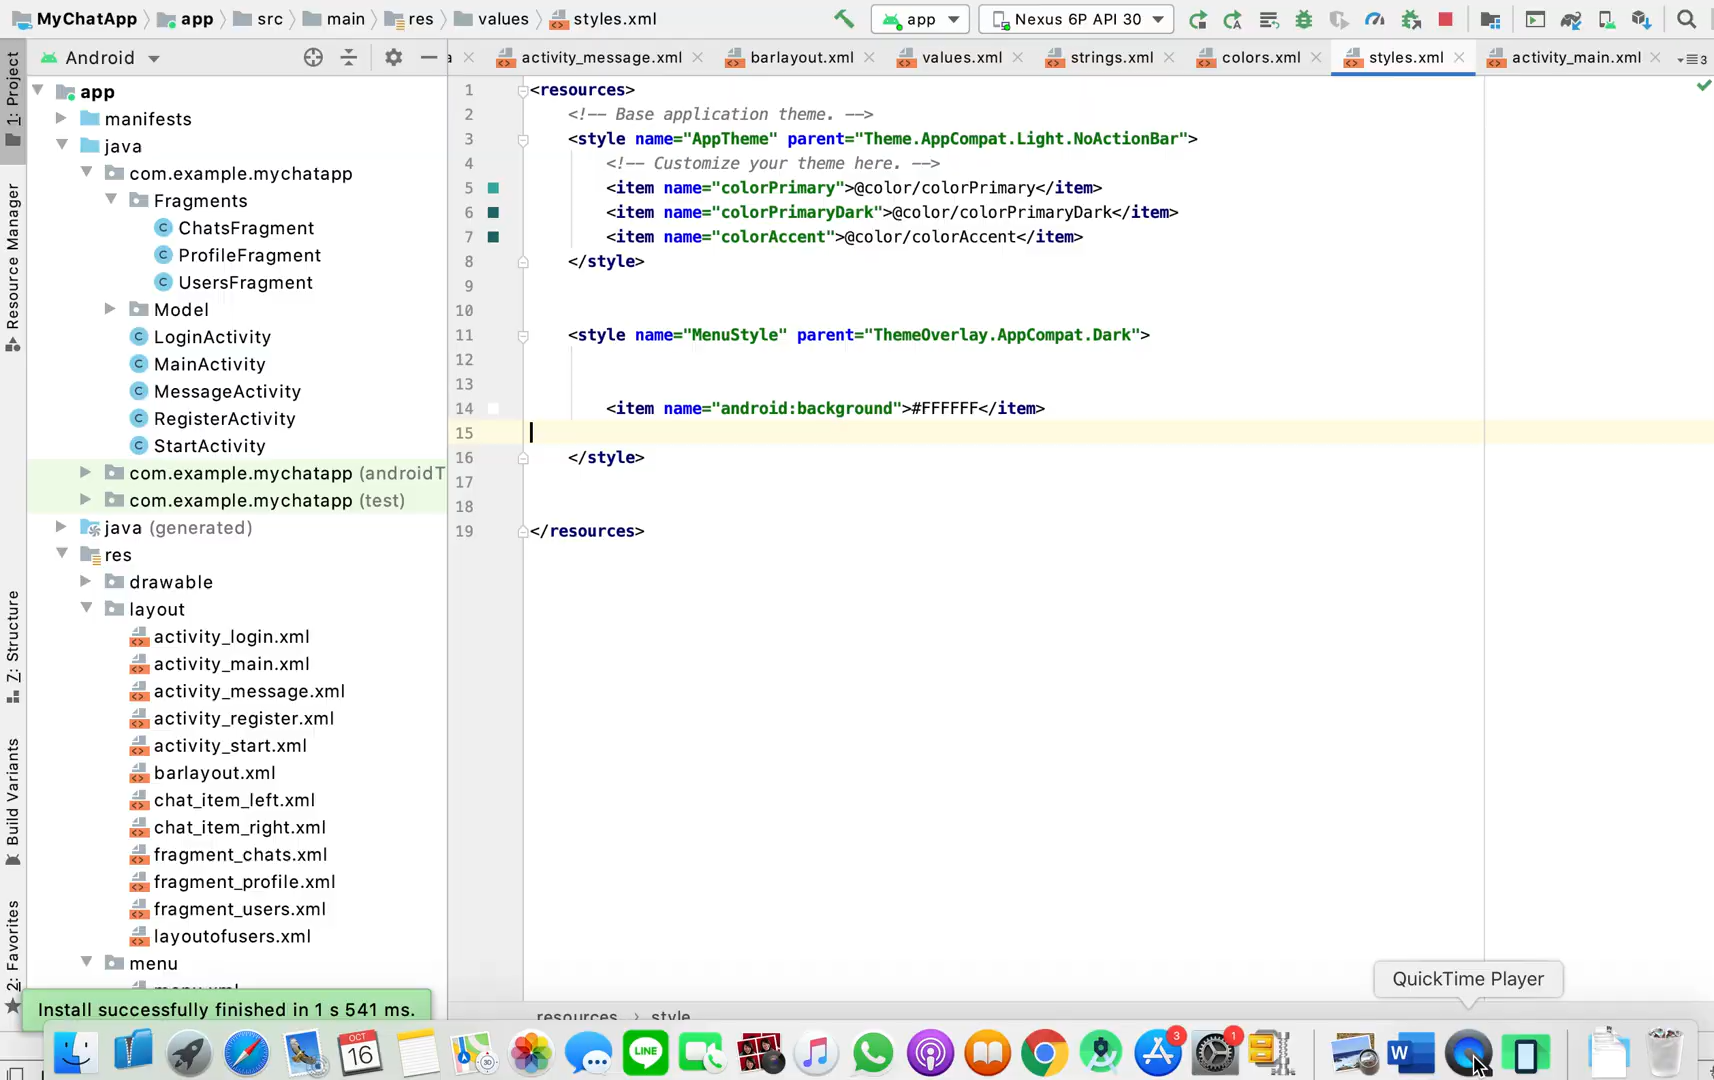 MyChatApp app src main res values styles.xml app Nexus 6P API 30
Android activity_message.xml barlayout.xml values.xml strings.xml colors.xml styles.xml activity_main.xml 3
1: Project
Resource Manager
7: Structure
Build Variants
2: Favorites
app
manifests
java
com.example.mychatapp
Fragments
ChatsFragment
ProfileFragment
UsersFragment
Model
LoginActivity
MainActivity
MessageActivity
RegisterActivity
StartActivity
com.example.mychatapp (androidT
com.example.mychatapp (test)
java (generated)
res
drawable
layout
activity_login.xml
activity_main.xml
activity_message.xml
activity_register.xml
activity_start.xml
barlayout.xml
chat_item_left.xml
chat_item_right.xml
fragment_chats.xml
fragment_profile.xml
fragment_users.xml
layoutofusers.xml
menu
1 <resources>
2 <!-- Base application theme. -->
3 <style name="AppTheme" parent="Theme.AppCompat.Light.NoActionBar">
4 <!-- Customize your theme here. -->
5 <item name="colorPrimary">@color/colorPrimary</item>
6 <item name="colorPrimaryDark">@color/colorPrimaryDark</item>
7 <item name="colorAccent">@color/colorAccent</item>
8 </style>
9
10
11 <style name="MenuStyle" parent="ThemeOverlay.AppCompat.Dark">
12
13
14 <item name="android:background">#FFFFFF</item>
15
16 </style>
17
18
19 </resources>
resources › style
QuickTime Player
Install successfully finished in 1 s 541 ms.
OCT
16
LINE
3
1
W